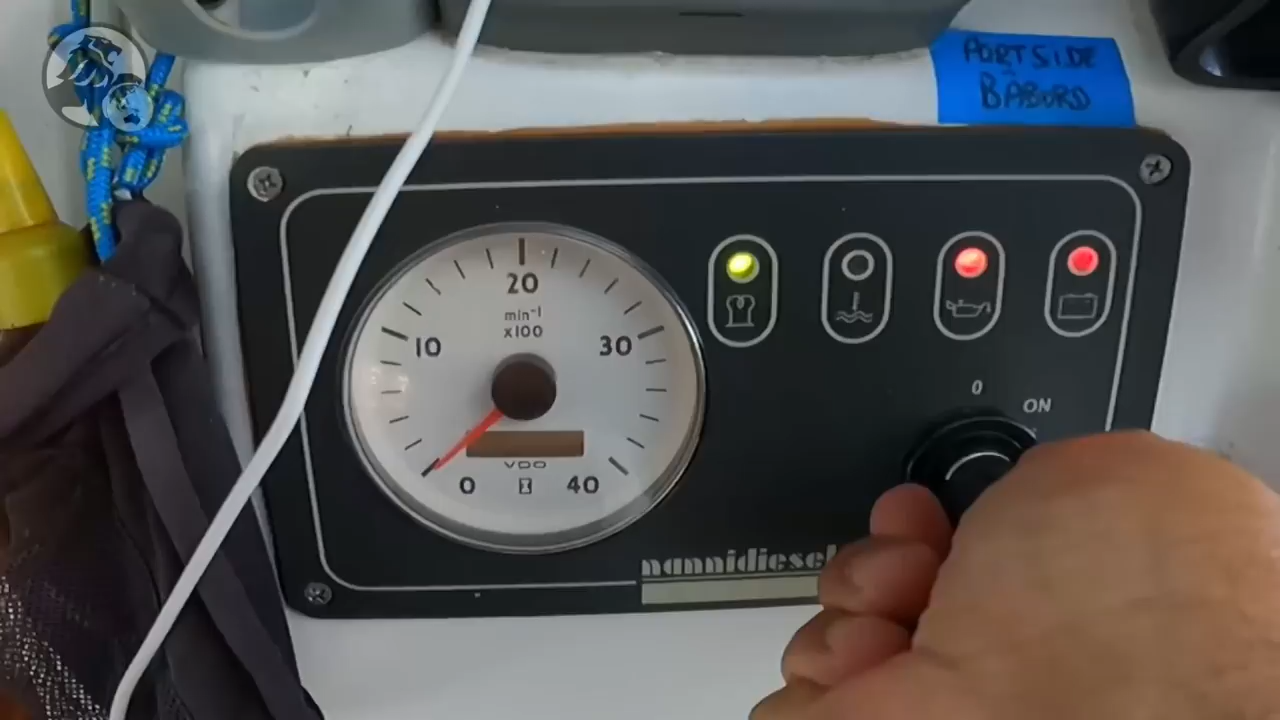 PORTSIDE
BABORD
20
min⁻¹
x100
10
30
0
ON
VDO
0
40
nannidiesel